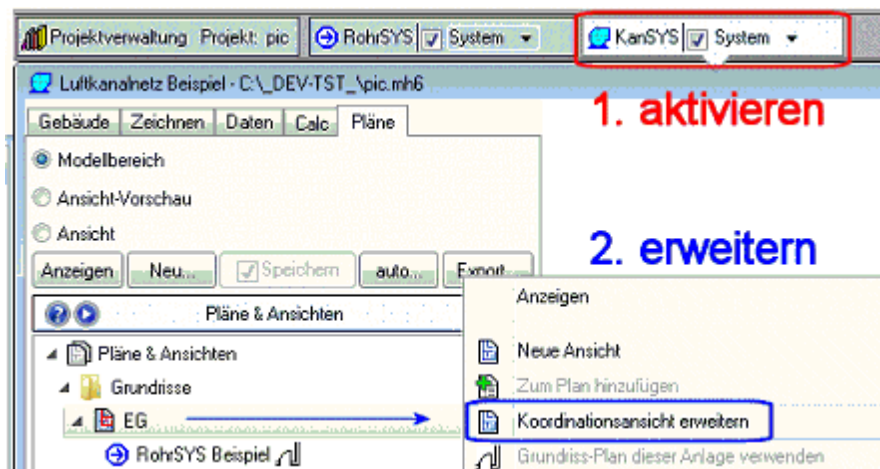 Projektverwaltung Projekt: pic RohrSYS System KanSYS System
Luftkanalnetz Beispiel - C:\_DEV-TST_\pic.mh6
1. aktivieren
Gebäude Zeichnen Daten Calc Pläne
Modellbereich
Ansicht-Vorschau
Ansicht
2. erweitern
Anzeigen Neu... Speichern auto... Export...
Anzeigen
Pläne & Ansichten
Pläne & Ansichten
Neue Ansicht
Grundrisse
Zum Plan hinzufügen
EG
Koordinationsansicht erweitern
RohrSYS Beispiel
Grundriss-Plan dieser Anlage verwenden